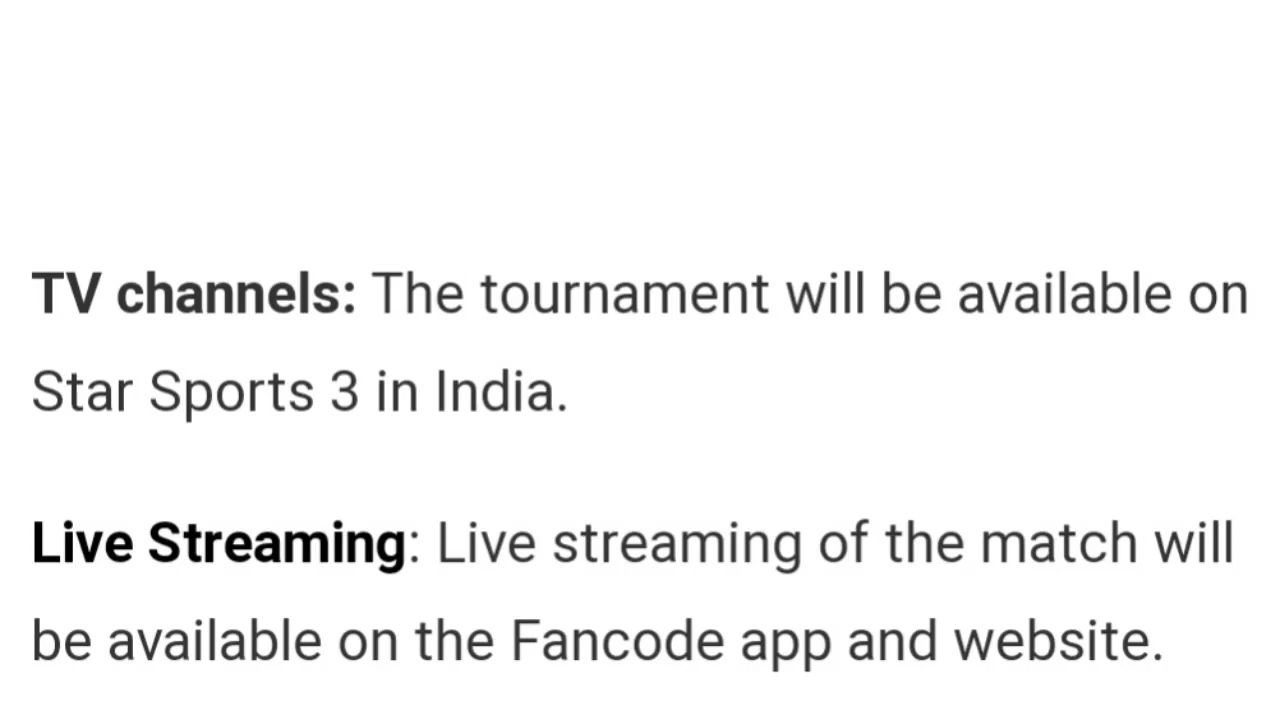 TV channels: The tournament will be available on
Star Sports 3 in India.
Live Streaming: Live streaming of the match will
be available on the Fancode app and website.